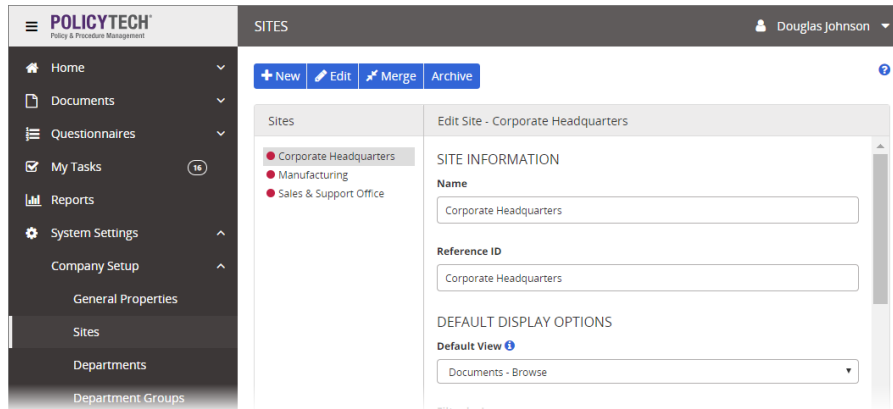 POLICYTECH
Policy & Procedure Management
SITES
Douglas Johnson
Home
Documents
Questionnaires
My Tasks
16
Reports
System Settings
Company Setup
General Properties
Sites
Departments
Department Groups
New
Edit
Merge
Archive
Sites
Corporate Headquarters
Manufacturing
Sales & Support Office
Edit Site - Corporate Headquarters
SITE INFORMATION
Name
Corporate Headquarters
Reference ID
Corporate Headquarters
DEFAULT DISPLAY OPTIONS
Default View
Documents - Browse